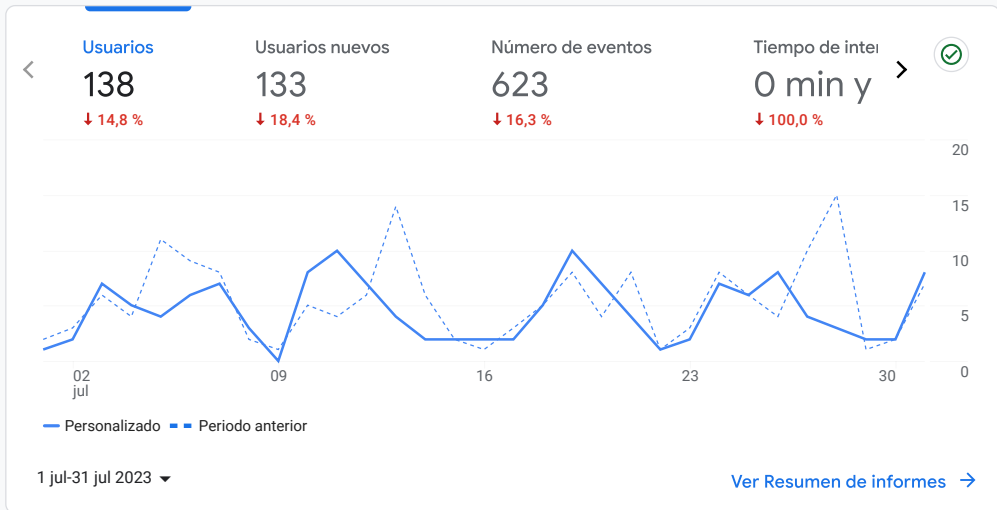 Usuarios
138
14,8 %
Usuarios nuevos
133
18,4 %
Número de eventos
623
16,3 %
Tiempo de
0 min y
100,0 %
20
15
10
5
0
02 09 16 23 30
jul
Personalizado Periodo anterior
1 jul-31 jul 2023
Ver Resumen de informes